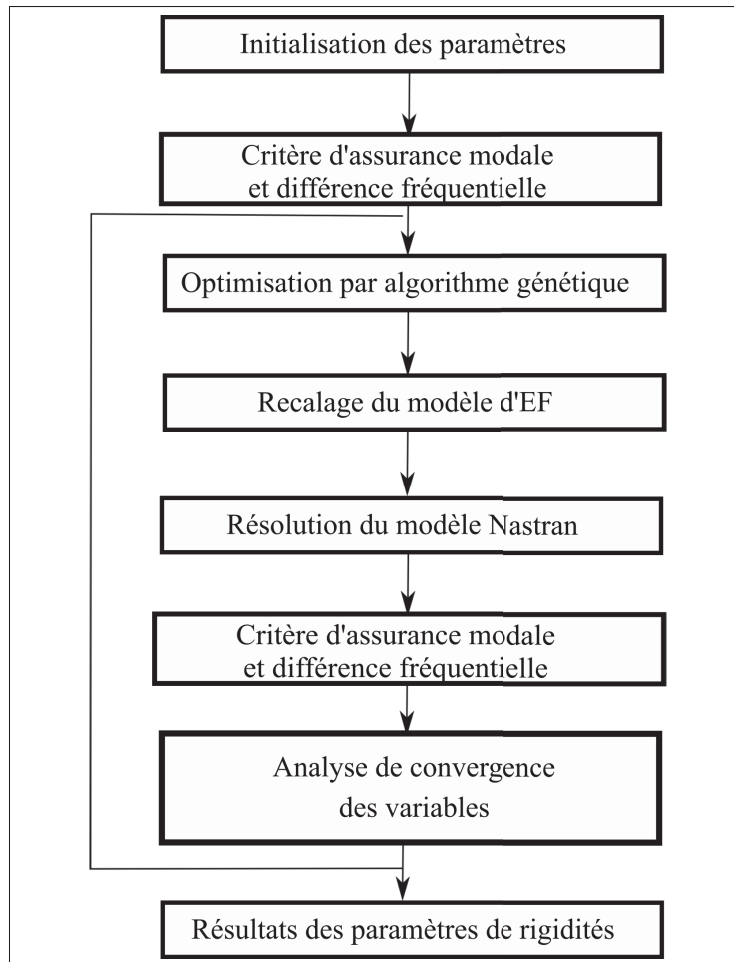 Initialisation des paramètres
Critère d'assurance modale
et différence fréquentielle
Optimisation par algorithme génétique
Recalage du modèle d'EF
Résolution du modèle Nastran
Critère d'assurance modale
et différence fréquentielle
Analyse de convergence
des variables
Résultats des paramètres de rigidités